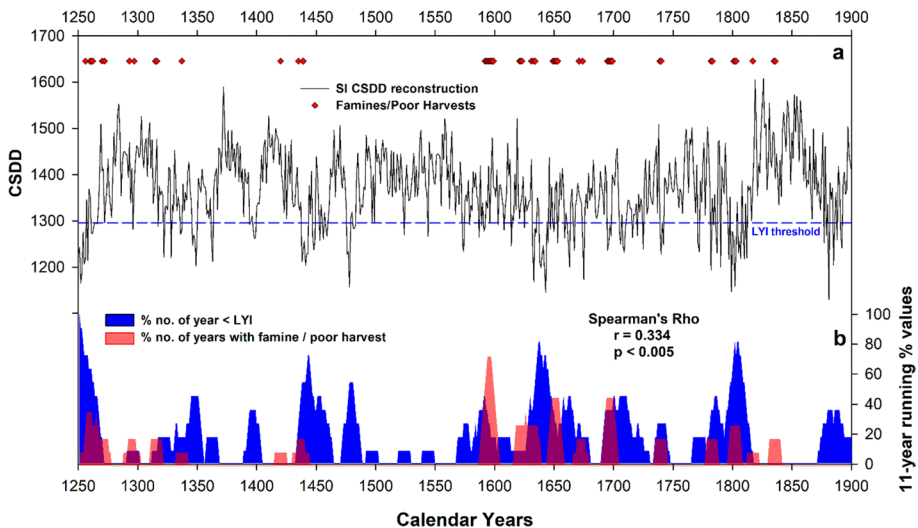 1250 1300 1350 1400 1450 1500 1550 1600 1650 1700 1750 1800 1850 1900
1700
a
1600
SI CSDD reconstruction
Famines/Poor Harvests
1500
CSDD
1400
1300
LYI threshold
1200
% no. of year < LYI
% no. of years with famine / poor harvest
Spearman's Rho
r = 0.334
p < 0.005
b
100
80
60
40
20
0
11-year running % values
1250 1300 1350 1400 1450 1500 1550 1600 1650 1700 1750 1800 1850 1900
Calendar Years